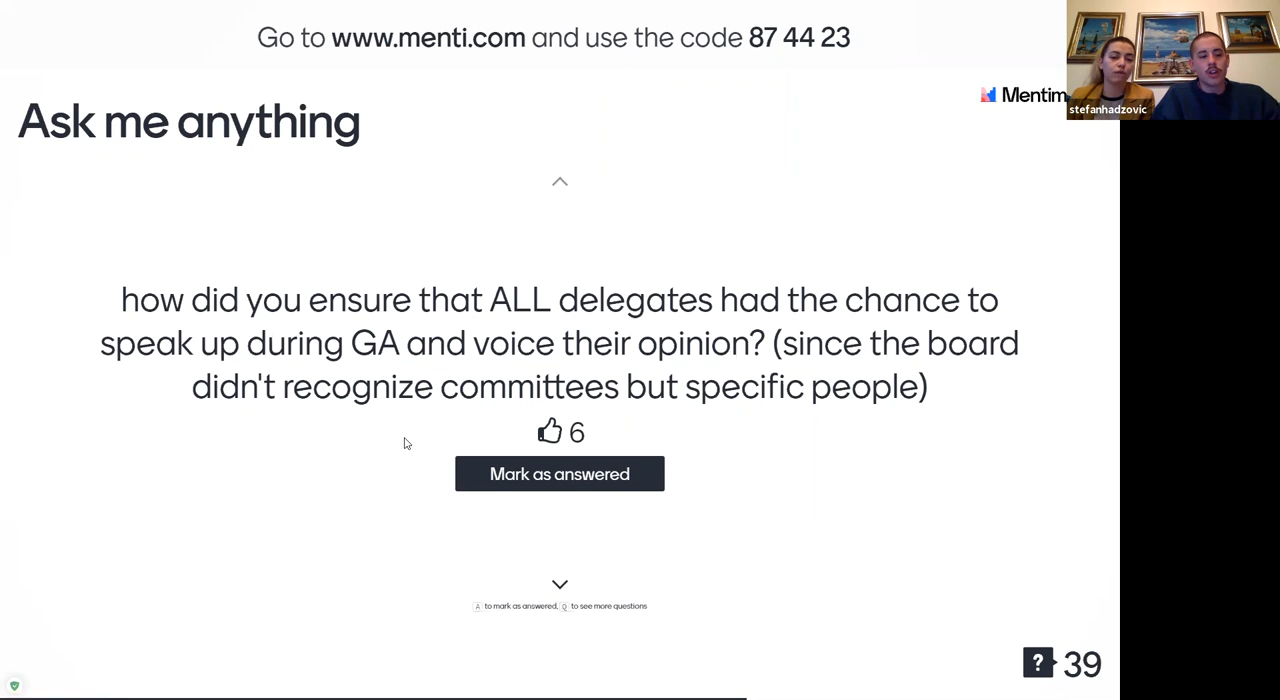 Go to www.menti.com and use the code 87 44 23
Mentim
stefanhadzovic
Ask me anything
how did you ensure that ALL delegates had the chance to
speak up during GA and voice their opinion? (since the board
didn't recognize committees but specific people)
6
Mark as answered
A to mark as answered, Q to see more questions
? 39